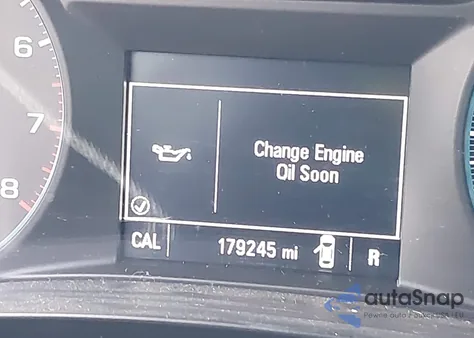 6
7
8
Change Engine
Oil Soon
CAL
179245 mi
R
autoSnap